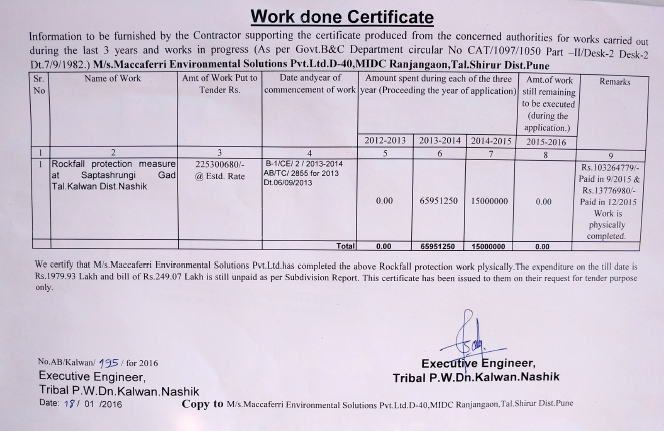 Work done Certificate
Information to be furnished by the Contractor supporting the certificate produced from the concerned authorities for works carried out
during the last 3 years and works in progress (As per Govt.B&C Department circular No CAT/1097/1050 Part –II/Desk-2 Desk-2
Dt.7/9/1982.) M/s.Maccaferri Environmental Solutions Pvt.Ltd.D-40,MIDC Ranjangaon,Tal.Shirur Dist.Pune
Sr. No
Name of Work
Amt of Work Put to Tender Rs.
Date andyear of commencement of work
Amount spent during each of the three year (Proceeding the year of application)
Amt.of work still remaining to be executed (during the application.)
Remarks
2012-2013 2013-2014 2014-2015 2015-2016
1 2 3 4 5 6 7 8 9
1
Rockfall protection measure
at Saptashrungi Gad
Tal.Kalwan Dist.Nashik
225300680/-
@ Estd. Rate
B-1/CE/ 2 / 2013-2014
AB/TC/ 2855 for 2013
Dt.06/09/2013
0.00 65951250 15000000 0.00
Rs.103264779/-
Paid in 9/2015 &
Rs.13776980/-
Paid in 12/2015
Work is
physically
completed.
Total 0.00 65951250 15000000 0.00
We certify that M/s.Maccaferri Environmental Solutions Pvt.Ltd.has completed the above Rockfall protection work plysically.The expenditure on the till date is
Rs.1979.93 Lakh and bill of Rs.249.07 Lakh is still unpaid as per Subdivision Report. This certificate has been issued to them on their request for tender purpose
only.
No.AB/Kalwan/ 195 / for 2016
Executive Engineer,
Tribal P.W.Dn.Kalwan.Nashik
Date: 18/ 01 /2016
Executive Engineer,
Tribal P.W.Dn.Kalwan.Nashik
Copy to M/s.Maccaferri Environmental Solutions Pvt.Ltd.D-40,MIDC Ranjangaon,Tal.Shirur Dist.Pune